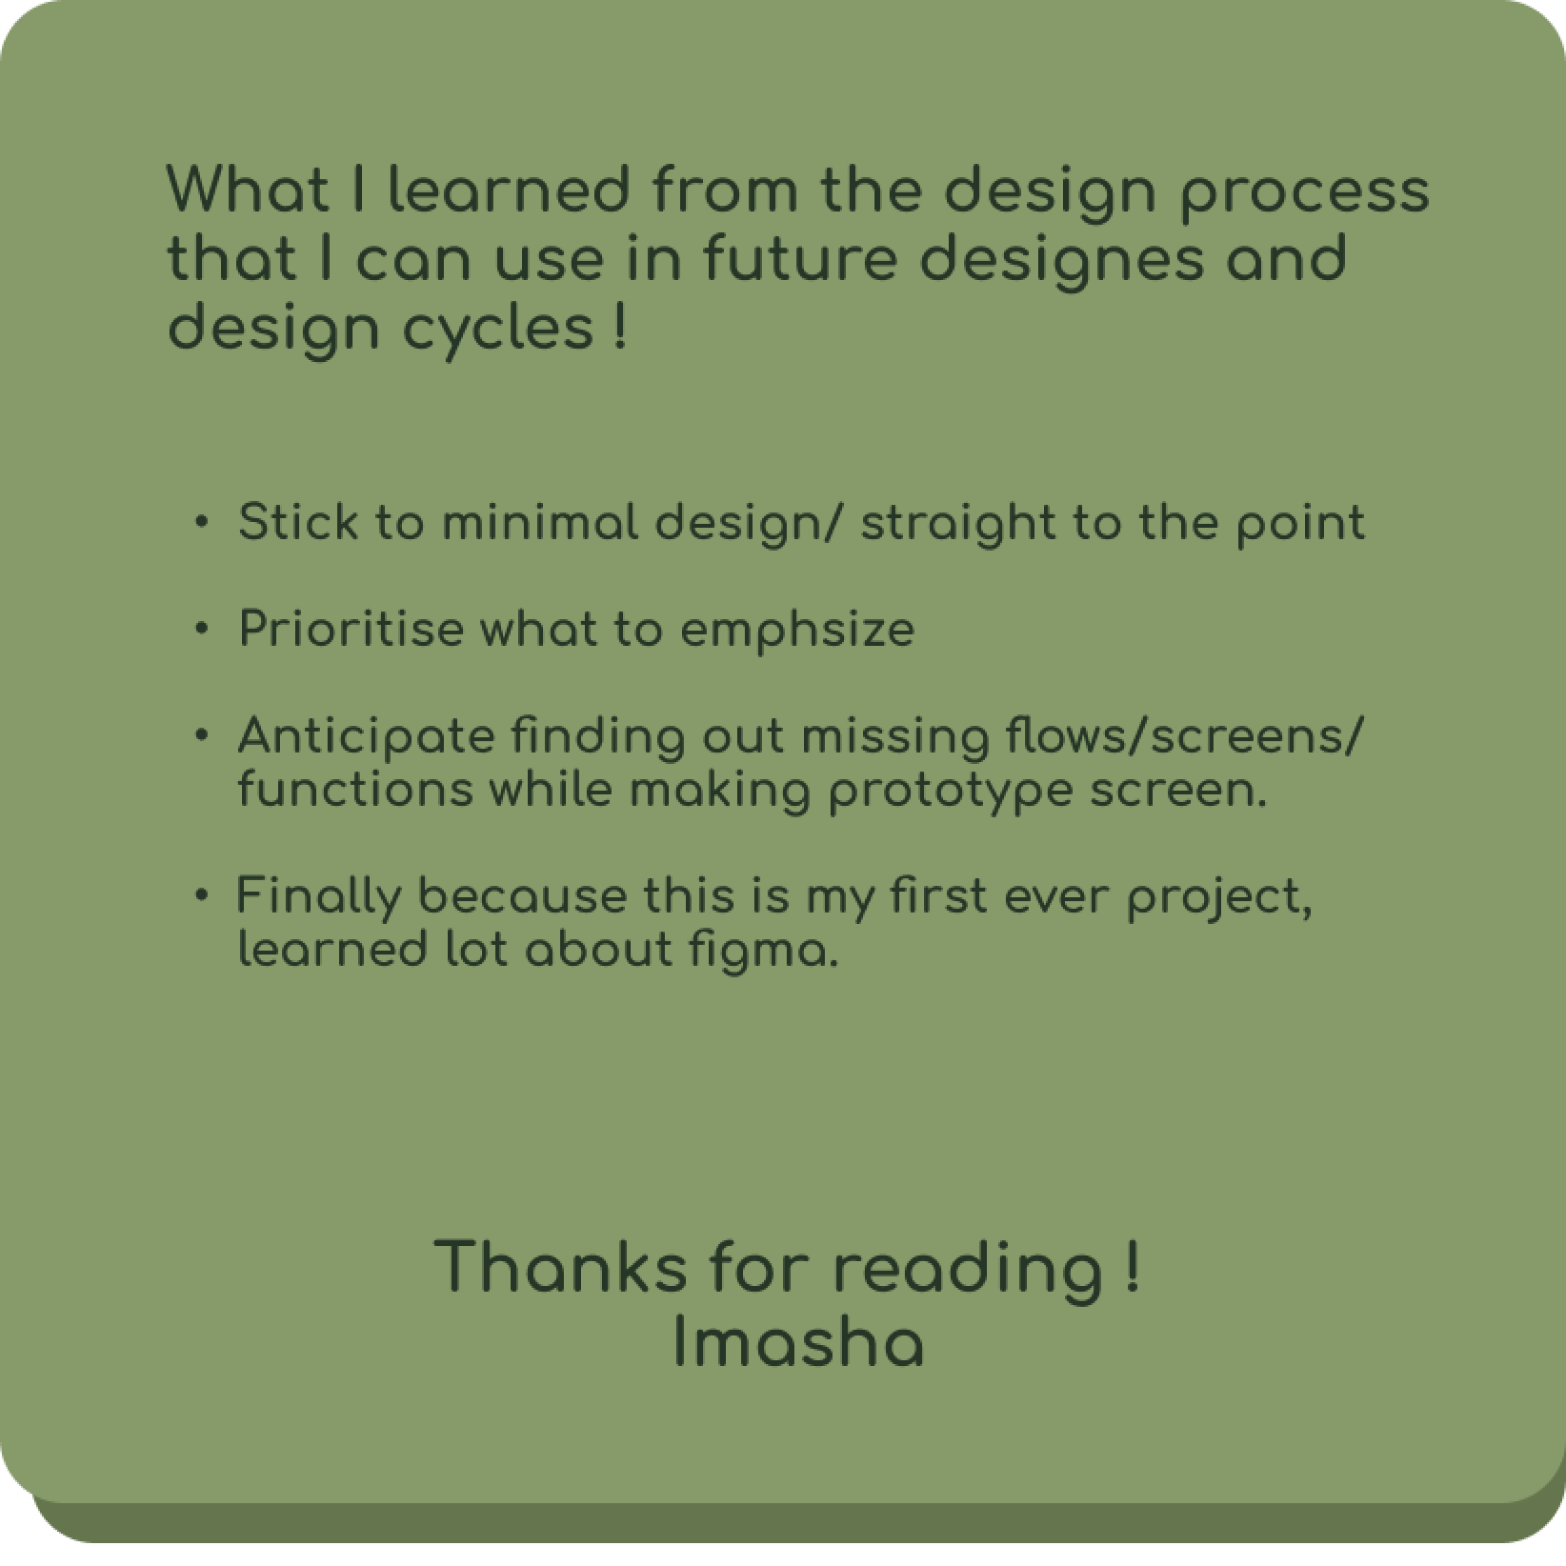 What I learned from the design process
that I can use in future designes and
design cycles !
• Stick to minimal design/ straight to the point
• Prioritise what to emphsize
• Anticipate finding out missing flows/screens/
functions while making prototype screen.
• Finally because this is my first ever project,
learned lot about figma.
Thanks for reading !
Imasha